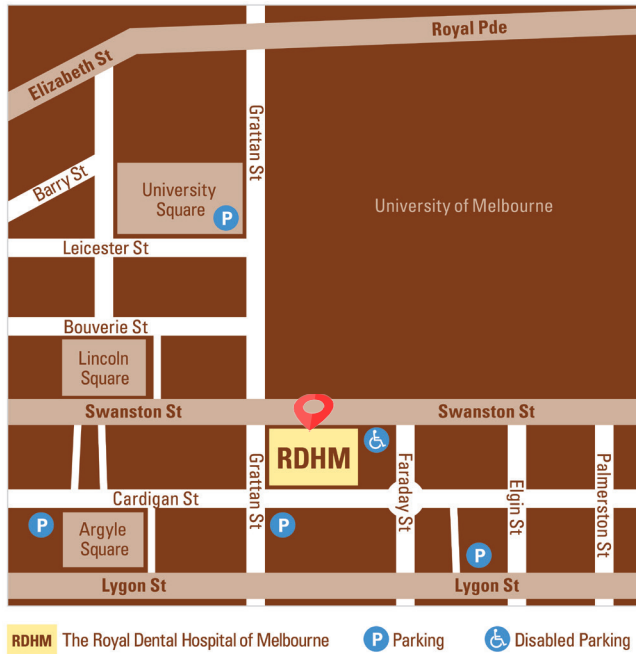 Royal Pde
Elizabeth St
Grattan St
Barry St
University
Square
P
University of Melbourne
Leicester St
Bouverie St
Lincoln
Square
Swanston St
Swanston St
RDHM
Grattan St
Faraday St
Elgin St
Palmerston St
Cardigan St
P
Argyle
Square
P
P
Lygon St
Lygon St
RDHM The Royal Dental Hospital of Melbourne P Parking Disabled Parking